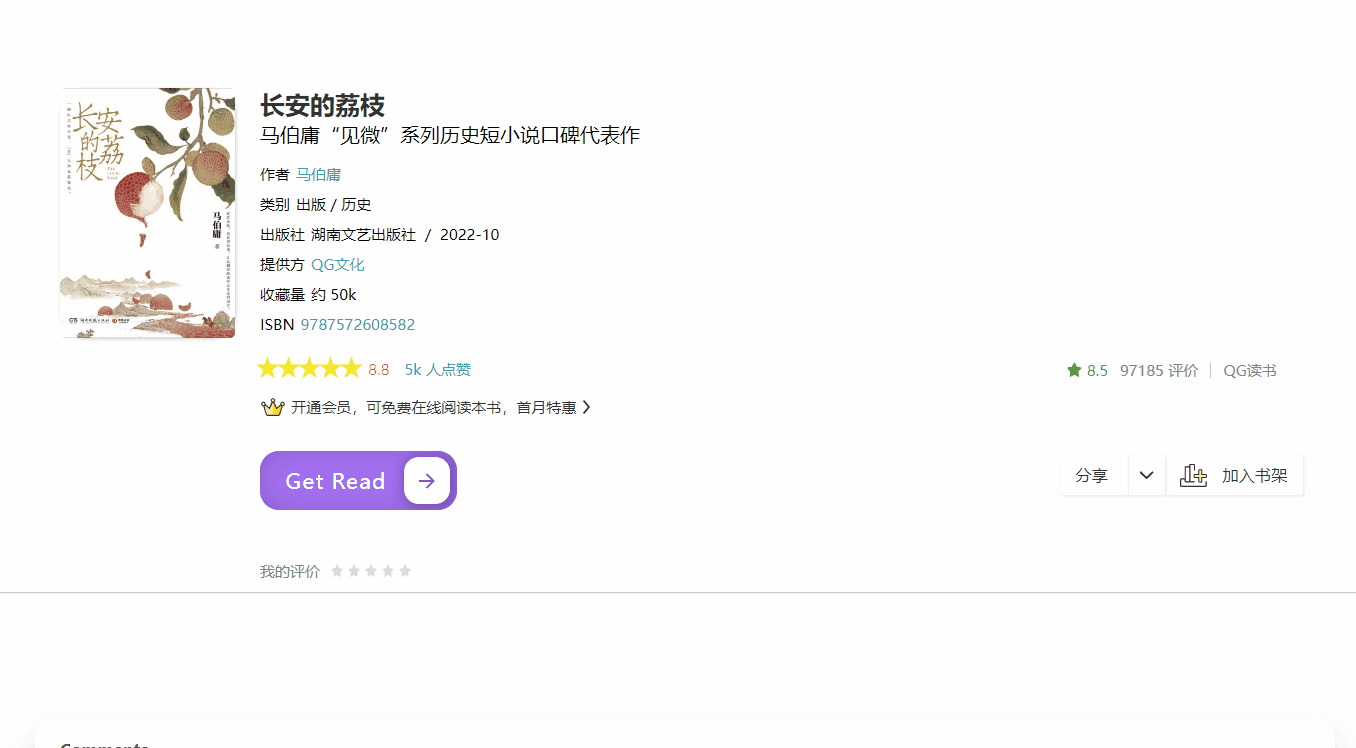 长安的荔枝
马伯庸
著
长安的荔枝
马伯庸“见微”系列历史短小说口碑代表作
作者 马伯庸
类别 出版 / 历史
出版社 湖南文艺出版社 / 2022-10
提供方 QG文化
收藏量 约 50k
ISBN 9787572608582
8.8 5k 人点赞
8.5 97185 评价 QG读书
开通会员，可免费在线阅读本书，首月特惠
Get Read
分享
加入书架
我的评价
Comments